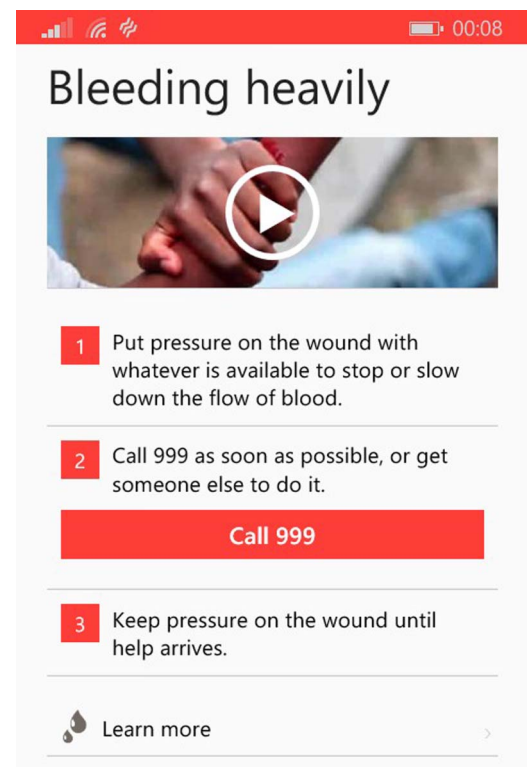 00:08
Bleeding heavily
1 Put pressure on the wound with
whatever is available to stop or slow
down the flow of blood.
2 Call 999 as soon as possible, or get
someone else to do it.
Call 999
3 Keep pressure on the wound until
help arrives.
Learn more